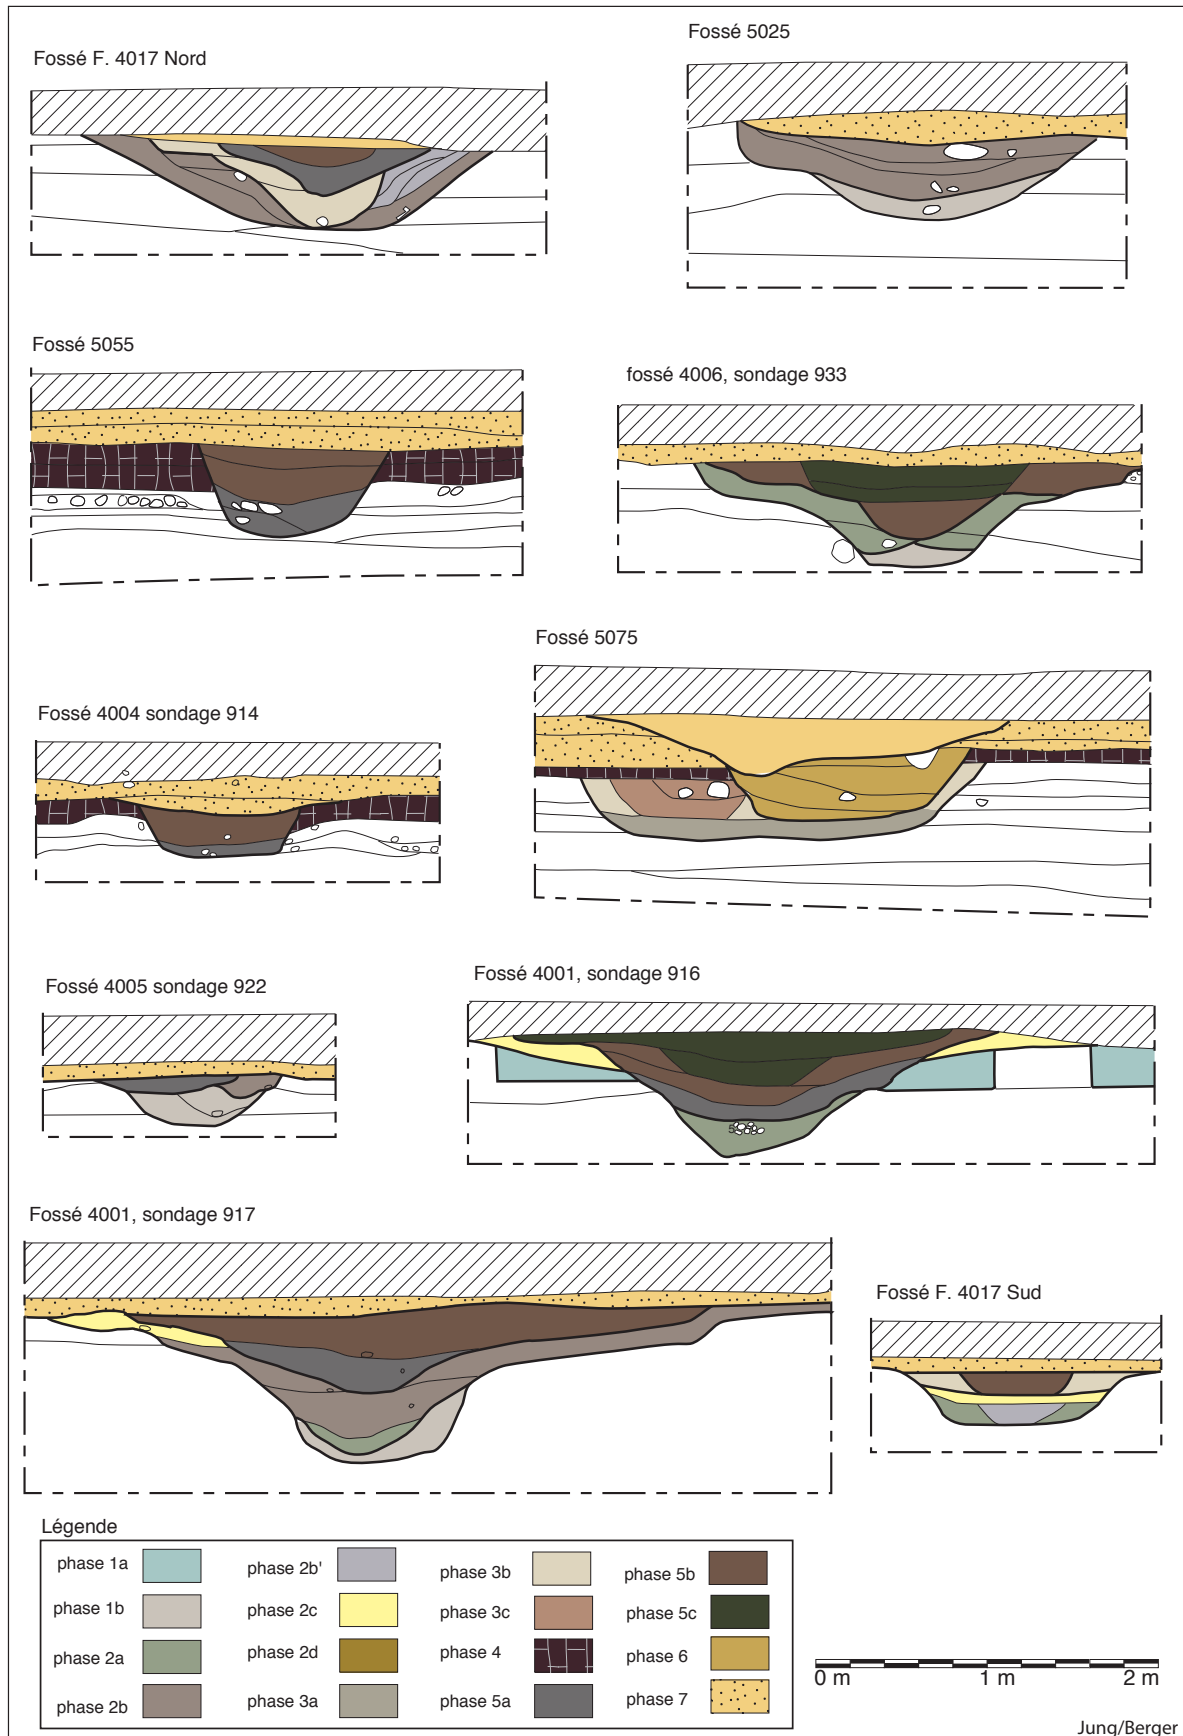 Fossé F. 4017 Nord
Fossé 5025
Fossé 5055
fossé 4006, sondage 933
Fossé 5075
Fossé 4004 sondage 914
Fossé 4005 sondage 922
Fossé 4001, sondage 916
5
Fossé 4001, sondage 917
Fossé F. 4017 Sud
Légende
phase 1a
phase 1b
phase 2a
phase 2b
phase 2b'
phase 2c
phase 2d
phase 3a
phase 3b
phase 3c
phase 4
phase 5a
phase 5b
phase 5c
phase 6
phase 7
0 m 1 m 2 m
Jung/Berger